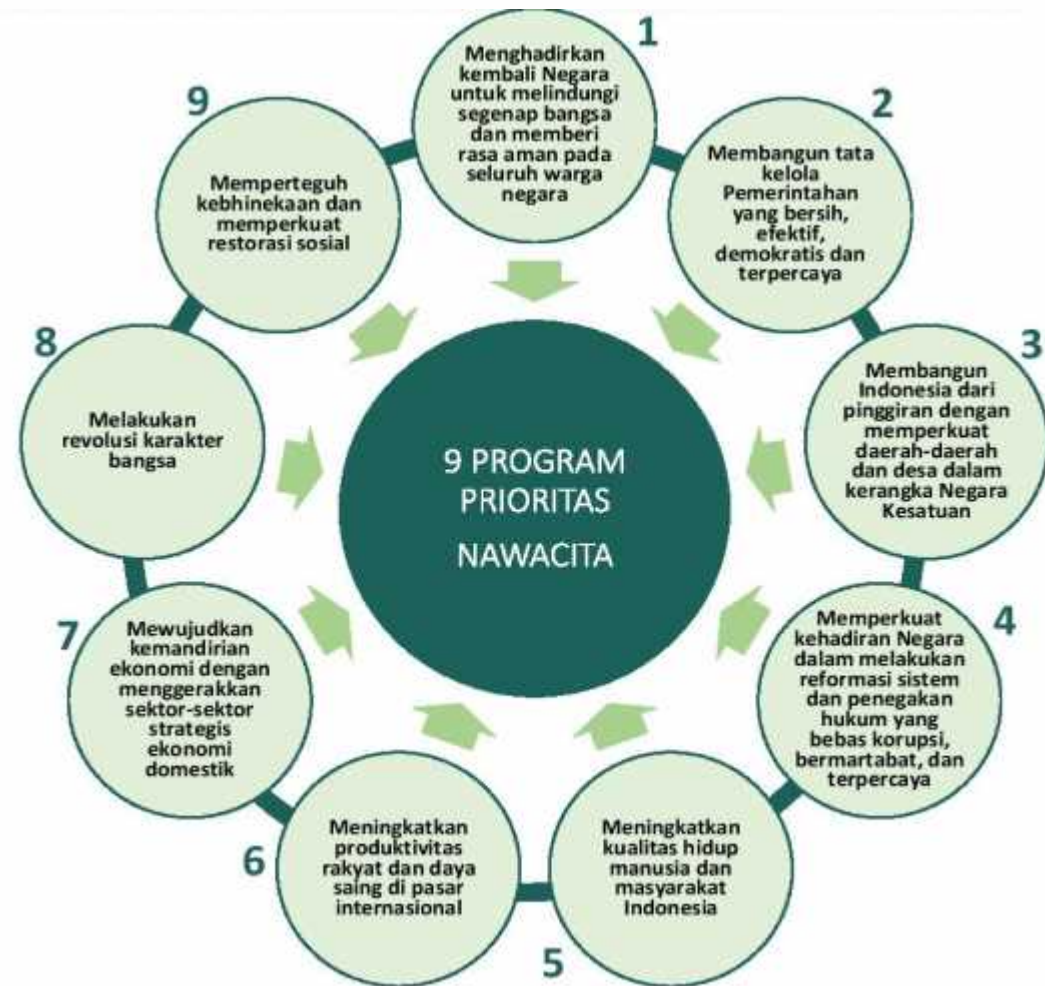 1
Menghadirkan
kembali Negara
untuk melindungi
segenap bangsa
dan memberi
rasa aman pada
seluruh warga
negara
2
Membangun tata
kelola
Pemerintahan
yang bersih,
efektif,
demokratis dan
terpercaya
3
Membangun
Indonesia dari
pinggiran dengan
memperkuat
daerah-daerah
dan desa dalam
kerangka Negara
Kesatuan
4
Memperkuat
kehadiran Negara
dalam melakukan
reformasi sistem
dan penegakan
hukum yang
bebas korupsi,
bermartabat, dan
terpercaya
5
Meningkatkan
kualitas hidup
manusia dan
masyarakat
Indonesia
6
Meningkatkan
produktivitas
rakyat dan daya
saing di pasar
internasional
7
Mewujudkan
kemandirian
ekonomi dengan
menggerakkan
sektor-sektor
strategis
ekonomi
domestik
8
Melakukan
revolusi karakter
bangsa
9
Memperteguh
kebhinekaan dan
memperkuat
restorasi sosial
9 PROGRAM
PRIORITAS
NAWACITA